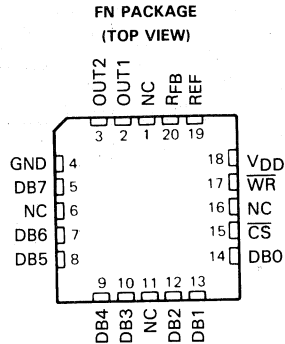 FN PACKAGE
(TOP VIEW)
OUT2 OUT1 NC RFB REF
3 2 1 20 19
GND 4 18 VDD
DB7 5 17 W̅R̅
NC 6 16 NC
DB6 7 15 C̅S̅
DB5 8 14 DB0
9 10 11 12 13
DB4 DB3 NC DB2 DB1